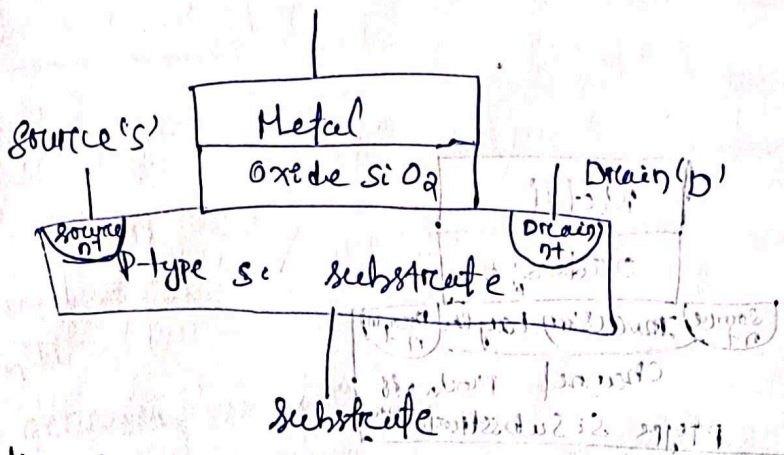 Metal
Source 'S'
Oxide SiO2
Drain 'D'
Source
n+
Drain
n+
P-type Si substrate
Substrate